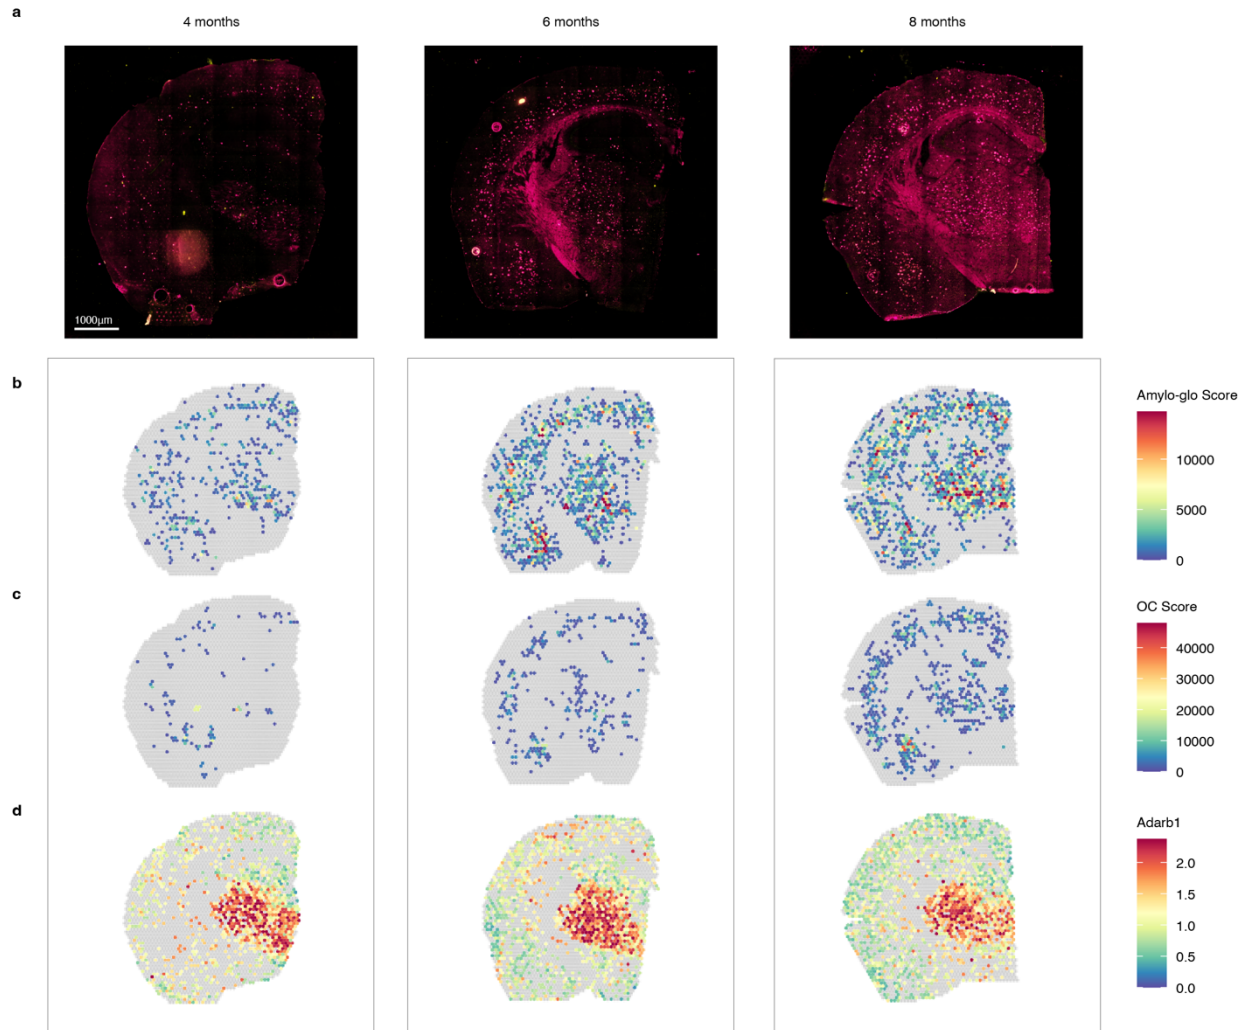 a
4 months
6 months
8 months
1000μm
b
Amylo-glo Score
10000
5000
0
c
OC Score
40000
30000
20000
10000
0
d
Adarb1
2.0
1.5
1.0
0.5
0.0